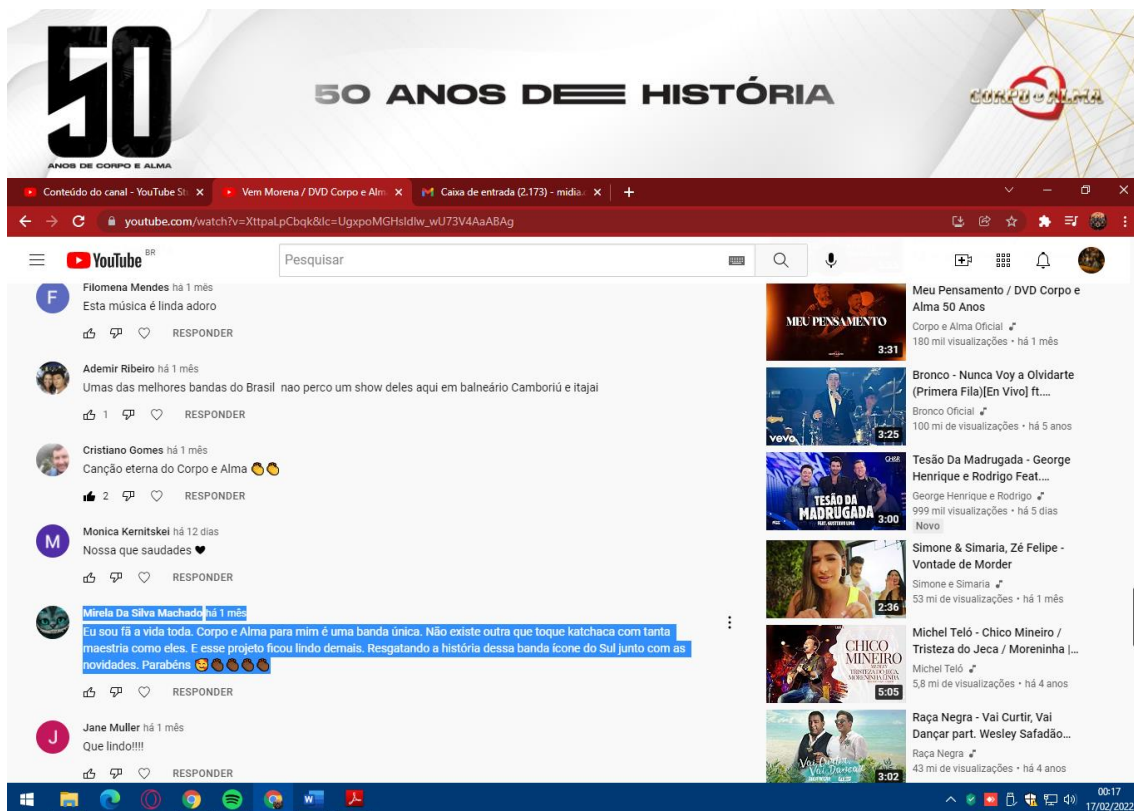 50
ANOS DE CORPO E ALMA
50 ANOS DE HISTÓRIA
CORPO e ALMA
Conteúdo do canal - YouTube St
Vem Morena / DVD Corpo e Alm
Caixa de entrada (2.173) - midia.c
youtube.com/watch?v=XttpaLpCbqk&lc=UgxpoMGHsldlw_wU73V4AaABAg
YouTube BR
Pesquisar
Filomena Mendes há 1 mês
Esta música é linda adoro
RESPONDER
Ademir Ribeiro há 1 mês
Umas das melhores bandas do Brasil nao perco um show deles aqui em balneário Camboriú e itajai
1 RESPONDER
Cristiano Gomes há 1 mês
Canção eterna do Corpo e Alma 👏👏
2 RESPONDER
Monica Kernitskei há 12 dias
Nossa que saudades ♥
RESPONDER
Mirela Da Silva Machado há 1 mês
Eu sou fã a vida toda. Corpo e Alma para mim é uma banda única. Não existe outra que toque katchaca com tanta
maestria como eles. E esse projeto ficou lindo demais. Resgatando a história dessa banda ícone do Sul junto com as
novidades. Parabéns 🥰👏🏿👏🏿👏🏿👏🏿
RESPONDER
Jane Muller há 1 mês
Que lindo!!!!
RESPONDER
MEU PENSAMENTO
3:31
Meu Pensamento / DVD Corpo e
Alma 50 Anos
Corpo e Alma Oficial
180 mil visualizações • há 1 mês
vevo
3:25
Bronco - Nunca Voy a Olvidarte
(Primera Fila)[En Vivo] ft....
Bronco Oficial
100 mi de visualizações • há 5 anos
TESÃO DA
MADRUGADA
3:00
Tesão Da Madrugada - George
Henrique e Rodrigo Feat....
George Henrique e Rodrigo
999 mil visualizações • há 5 dias
Novo
2:36
Simone & Simaria, Zé Felipe -
Vontade de Morder
Simone e Simaria
53 mi de visualizações • há 1 mês
CHICO
MINEIRO
TRISTEZA DO JECA
MORENINHA LINDA
5:05
Michel Teló - Chico Mineiro /
Tristeza do Jeca / Moreninha |...
Michel Teló
5,8 mi de visualizações • há 4 anos
Vai Curtir, Vai Dançar
3:02
Raça Negra - Vai Curtir, Vai
Dançar part. Wesley Safadão...
Raça Negra
43 mi de visualizações • há 4 anos
00:17
17/02/2022